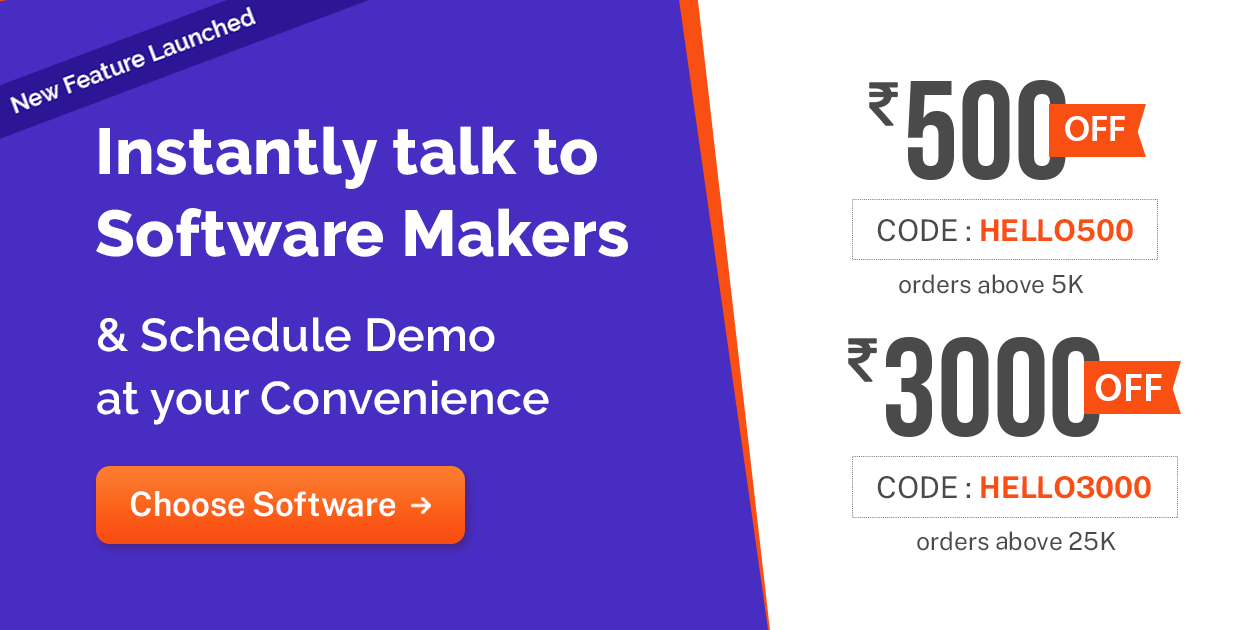 New Feature Launched
Instantly talk to
Software Makers
& Schedule Demo
at your Convenience
Choose Software →
₹500 OFF
CODE : HELLO500
orders above 5K
₹3000 OFF
CODE : HELLO3000
orders above 25K